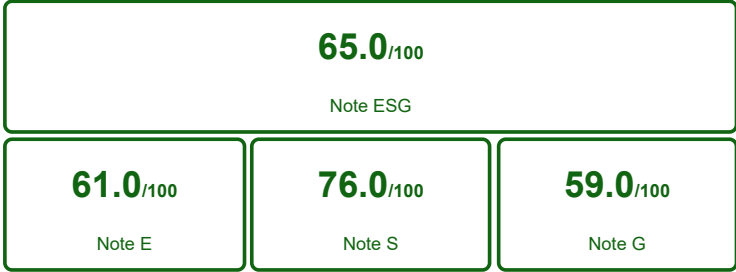 65.0/100
Note ESG
61.0/100
Note E
76.0/100
Note S
59.0/100
Note G